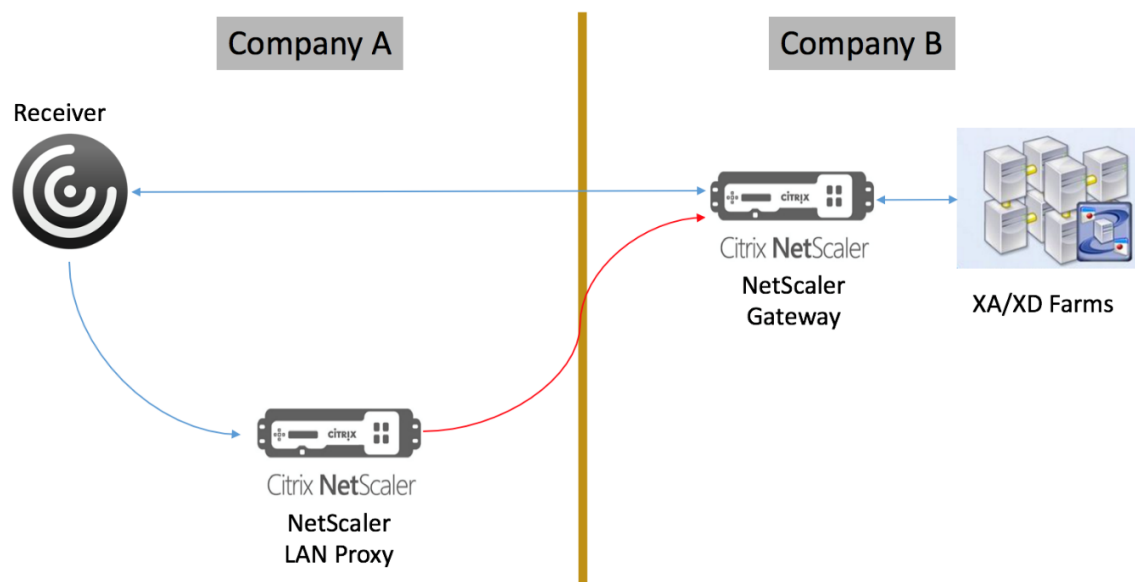 Company A
Company B
Receiver
CITRIX
Citrix NetScaler
NetScaler
Gateway
XA/XD Farms
CITRIX
Citrix NetScaler
NetScaler
LAN Proxy